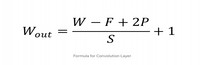 W_out = (W − F + 2P) / S + 1
Formula for Convolution Layer